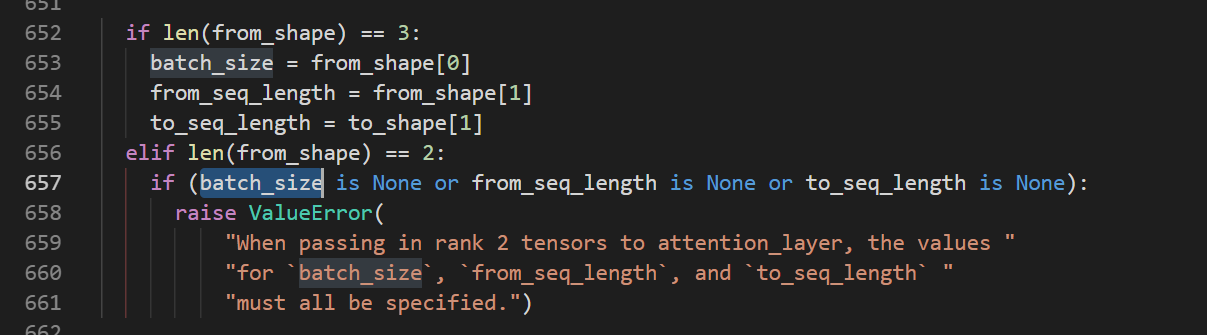 651
652 if len(from_shape) == 3:
653 batch_size = from_shape[0]
654 from_seq_length = from_shape[1]
655 to_seq_length = to_shape[1]
656 elif len(from_shape) == 2:
657 if (batch_size is None or from_seq_length is None or to_seq_length is None):
658 raise ValueError(
659 "When passing in rank 2 tensors to attention_layer, the values "
660 "for `batch_size`, `from_seq_length`, and `to_seq_length` "
661 "must all be specified.")
662